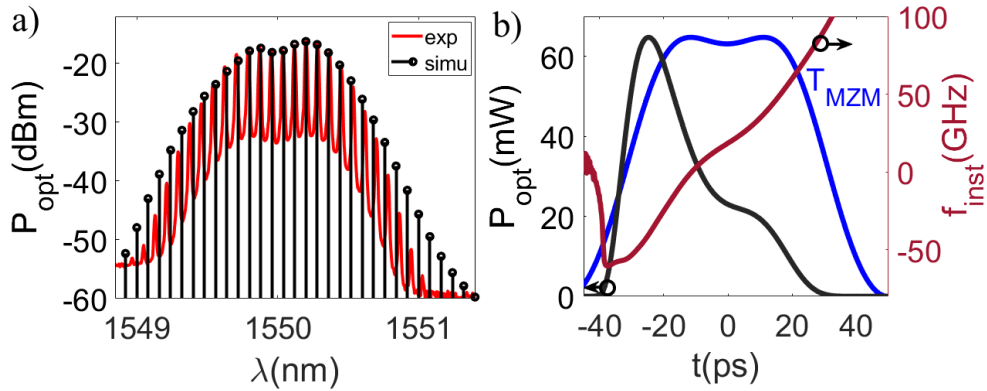 a)
P_opt(dBm)
-20
-30
-40
-50
-60
exp
simu
1549
1550
1551
λ(nm)
b)
P_opt(mW)
60
40
20
0
T_MZM
100
50
0
-50
f_inst(GHz)
-40
-20
0
20
40
t(ps)